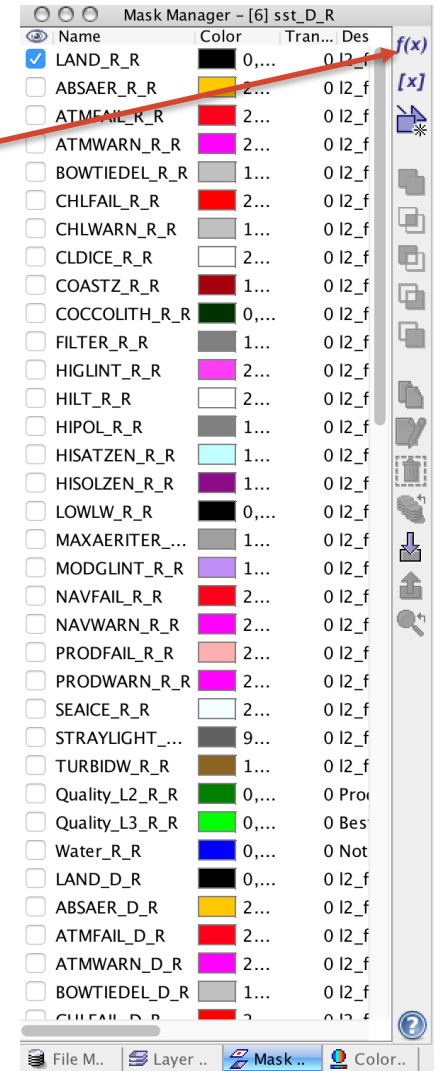 Mask Manager - [6] sst_D_R
Name Color Tran... Des
LAND_R_R 0,... 0 l2_f
ABSAER_R_R 2... 0 l2_f
ATMFAIL_R_R 2... 0 l2_f
ATMWARN_R_R 2... 0 l2_f
BOWTIEDEL_R_R 1... 0 l2_f
CHLFAIL_R_R 2... 0 l2_f
CHLWARN_R_R 1... 0 l2_f
CLDICE_R_R 2... 0 l2_f
COASTZ_R_R 1... 0 l2_f
COCCOLITH_R_R 0,... 0 l2_f
FILTER_R_R 1... 0 l2_f
HIGLINT_R_R 2... 0 l2_f
HILT_R_R 2... 0 l2_f
HIPOL_R_R 1... 0 l2_f
HISATZEN_R_R 1... 0 l2_f
HISOLZEN_R_R 1... 0 l2_f
LOWLW_R_R 0,... 0 l2_f
MAXAERITER_... 1... 0 l2_f
MODGLINT_R_R 1... 0 l2_f
NAVFAIL_R_R 2... 0 l2_f
NAVWARN_R_R 2... 0 l2_f
PRODFAIL_R_R 2... 0 l2_f
PRODWARN_R_R 2... 0 l2_f
SEAICE_R_R 2... 0 l2_f
STRAYLIGHT_... 9... 0 l2_f
TURBIDW_R_R 1... 0 l2_f
Quality_L2_R_R 0,... 0 Pro
Quality_L3_R_R 0,... 0 Bes
Water_R_R 0,... 0 Not
LAND_D_R 0,... 0 l2_f
ABSAER_D_R 2... 0 l2_f
ATMFAIL_D_R 2... 0 l2_f
ATMWARN_D_R 2... 0 l2_f
BOWTIEDEL_D_R 1... 0 l2_f
CHLFAIL_D_R 2... 0 l2_f
f(x)
[x]
?
File M.. Layer .. Mask .. Color..